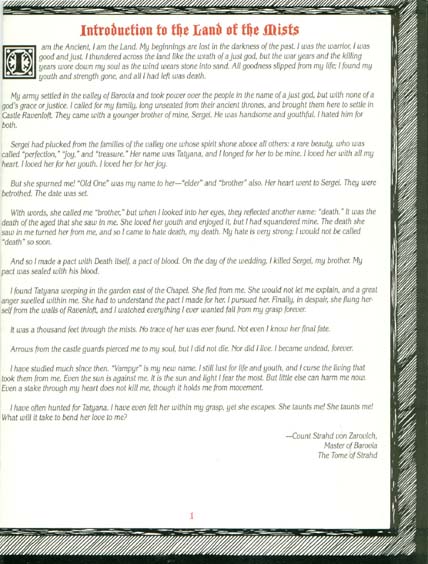 Introduction to the Land of the Mists
I am the Ancient, I am the Land. My beginnings are lost in the darkness of the past. I was the warrior, I was
good and just. I thundered across the land like the wrath of a just god, but the war years and the killing
years wore down my soul as the wind wears stone into sand. All goodness slipped from my life; I found my
youth and strength gone, and all I had left was death.
My army settled in the valley of Barovia and took power over the people in the name of a just god, but with none of a
god's grace or justice. I called for my family, long unseated from their ancient thrones, and brought them here to settle in
Castle Ravenloft. They came with a younger brother of mine, Sergei. He was handsome and youthful. I hated him for
both.
Sergei had plucked from the families of the valley one whose spirit shone above all others: a rare beauty, who was
called "perfection," "joy," and "treasure." Her name was Tatyana, and I longed for her to be mine. I loved her with all my
heart. I loved her for her youth. I loved her for her joy.
But she spurned me! "Old One" was my name to her—"elder" and "brother" also. Her heart went to Sergei. They were
betrothed. The date was set.
With words, she called me "brother," but when I looked into her eyes, they reflected another name: "death." It was the
death of the aged that she saw in me. She loved her youth and enjoyed it, but I had squandered mine. The death she
saw in me turned her from me, and so I came to hate death, my death. My hate is very strong; I would not be called
"death" so soon.
And so I made a pact with Death itself, a pact of blood. On the day of the wedding, I killed Sergei, my brother. My
pact was sealed with his blood.
I found Tatyana weeping in the garden east of the Chapel. She fled from me. She would not let me explain, and a great
anger swelled within me. She had to understand the pact I made for her. I pursued her. Finally, in despair, she flung her-
self from the walls of Ravenloft, and I watched everything I ever wanted fall from my grasp forever.
It was a thousand feet through the mists. No trace of her was ever found. Not even I know her final fate.
Arrows from the castle guards pierced me to my soul, but I did not die. Nor did I live. I became undead, forever.
I have studied much since then. "Vampyr" is my new name. I still lust for life and youth, and I curse the living that
took them from me. Even the sun is against me. It is the sun and light I fear the most. But little else can harm me now.
Even a stake through my heart does not kill me, though it holds me from movement.
I have often hunted for Tatyana. I have even felt her within my grasp, yet she escapes. She taunts me! She taunts me!
What will it take to bend her love to me?
—Count Strahd von Zarovich,
Master of Barovia
The Tome of Strahd
1